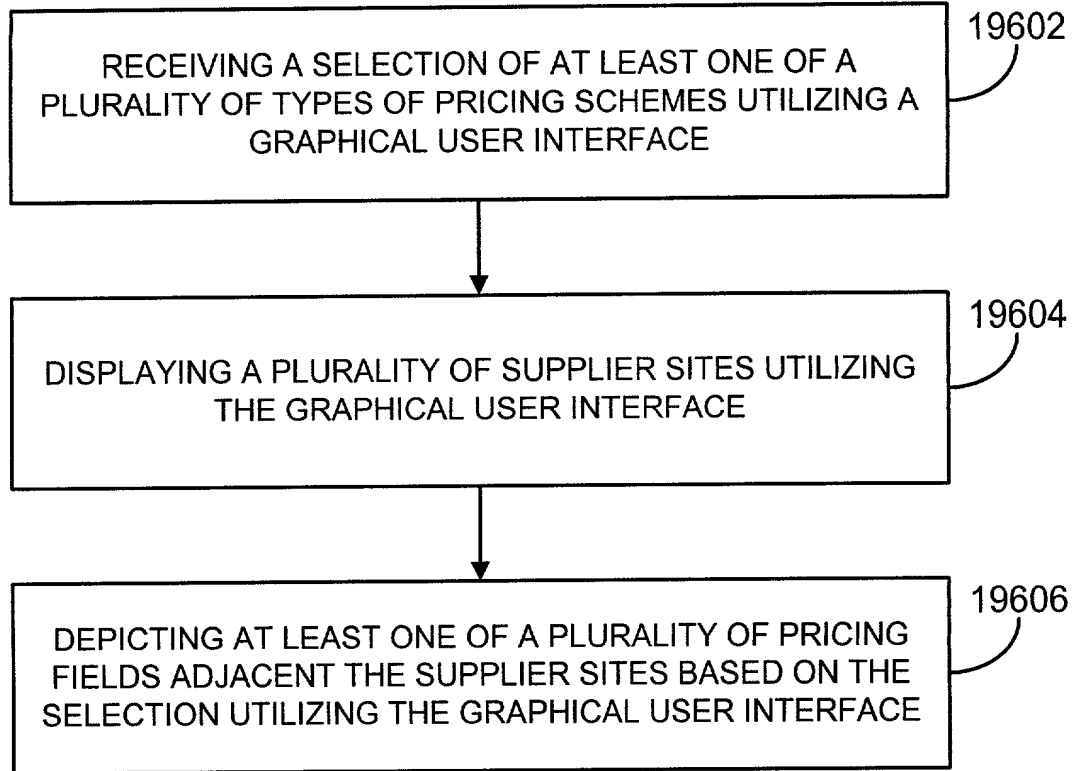 19602
RECEIVING A SELECTION OF AT LEAST ONE OF A
PLURALITY OF TYPES OF PRICING SCHEMES UTILIZING A
GRAPHICAL USER INTERFACE
19604
DISPLAYING A PLURALITY OF SUPPLIER SITES UTILIZING
THE GRAPHICAL USER INTERFACE
19606
DEPICTING AT LEAST ONE OF A PLURALITY OF PRICING
FIELDS ADJACENT THE SUPPLIER SITES BASED ON THE
SELECTION UTILIZING THE GRAPHICAL USER INTERFACE